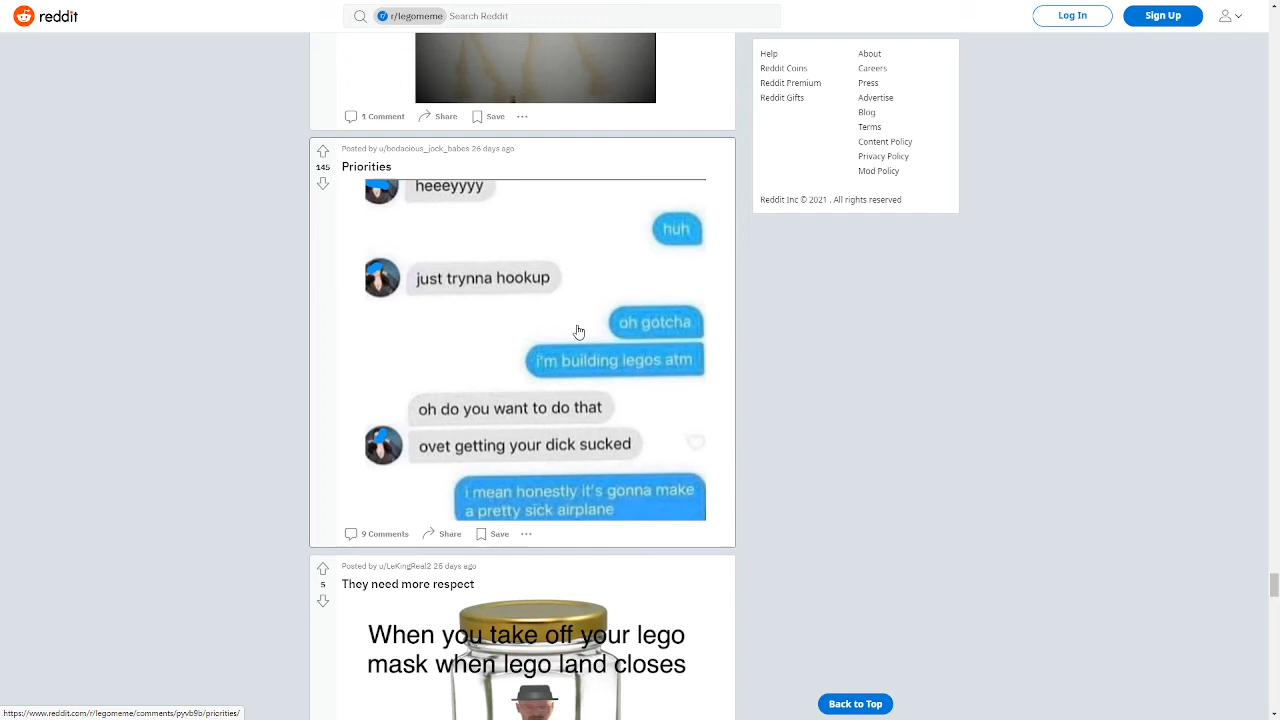 reddit
r/legomeme
Search Reddit
Log In
Sign Up
Help
About
Reddit Coins
Careers
Reddit Premium
Press
Reddit Gifts
Advertise
Blog
Terms
Content Policy
Privacy Policy
Mod Policy
Reddit Inc © 2021 . All rights reserved
1 Comment
Share
Save
Posted by u/bodacious_jock_babes 26 days ago
145
Priorities
heeeyyyy
huh
just trynna hookup
oh gotcha
i'm building legos atm
oh do you want to do that
ovet getting your dick sucked
i mean honestly it's gonna make
a pretty sick airplane
9 Comments
Share
Save
Posted by u/LeKingReal2 25 days ago
5
They need more respect
When you take off your lego
mask when lego land closes
Back to Top
https://www.reddit.com/r/legomeme/comments/pyvb9b/priorities/